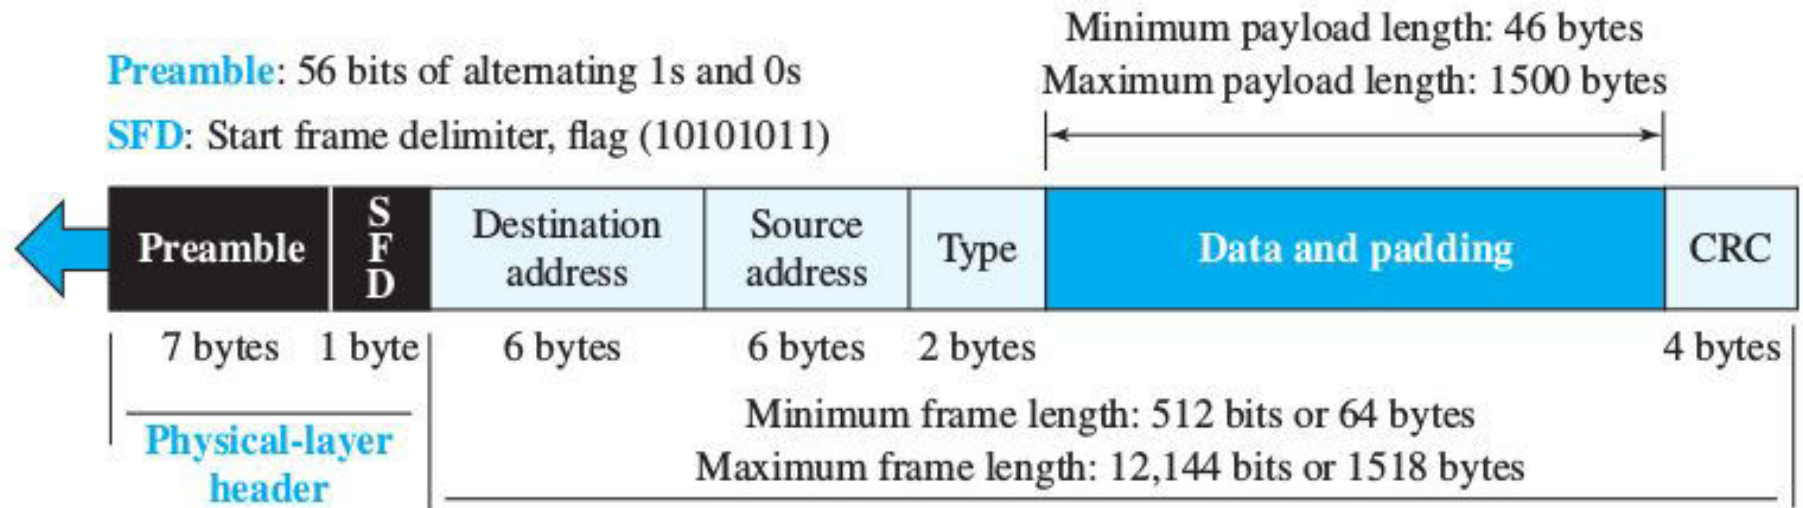 Minimum payload length: 46 bytes
Maximum payload length: 1500 bytes
Preamble: 56 bits of alternating 1s and 0s
SFD: Start frame delimiter, flag (10101011)
Preamble
SFD
Destination
address
Source
address
Type
Data and padding
CRC
7 bytes
1 byte
6 bytes
6 bytes
2 bytes
4 bytes
Physical-layer
header
Minimum frame length: 512 bits or 64 bytes
Maximum frame length: 12,144 bits or 1518 bytes